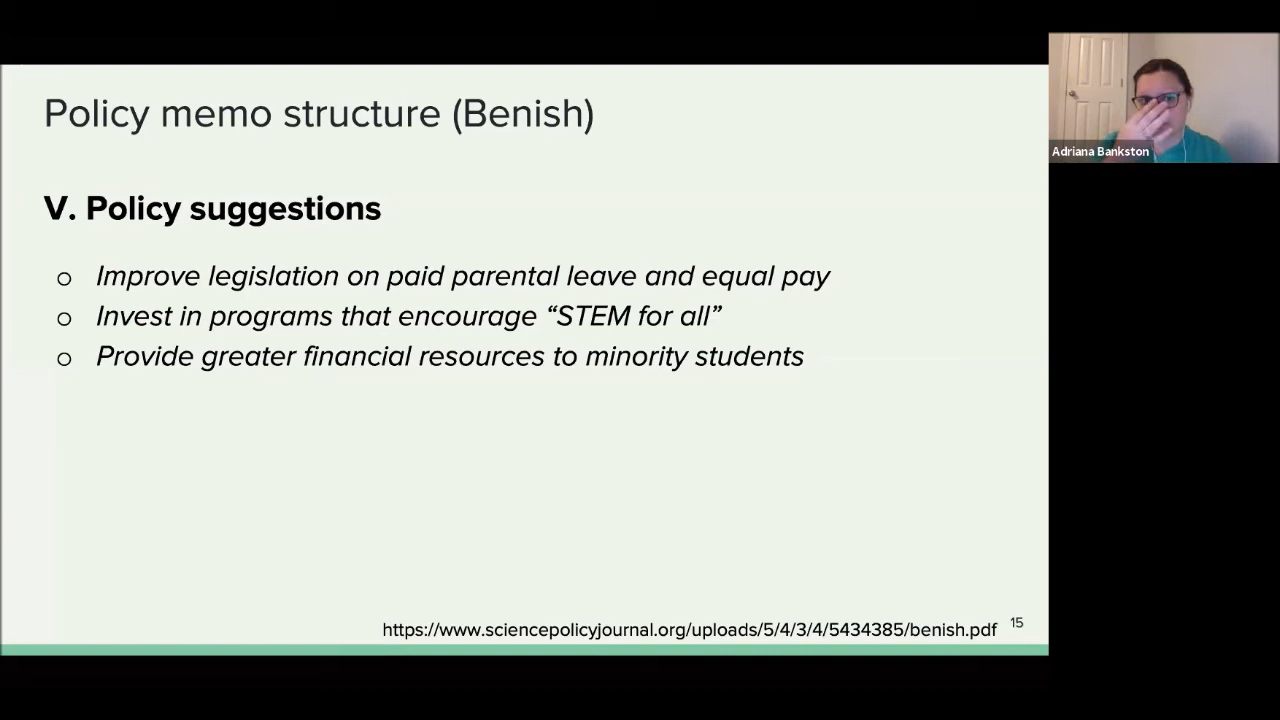 Policy memo structure (Benish)
V. Policy suggestions
o Improve legislation on paid parental leave and equal pay
o Invest in programs that encourage “STEM for all”
o Provide greater financial resources to minority students
https://www.sciencepolicyjournal.org/uploads/5/4/3/4/5434385/benish.pdf
15
Adriana Bankston